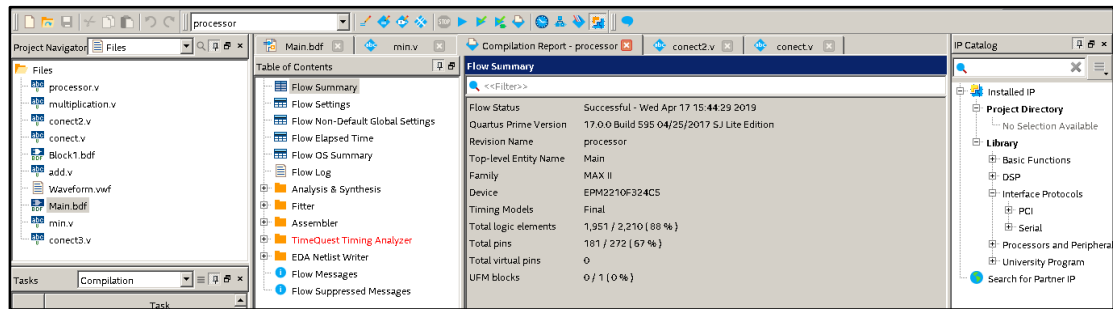 processor
Project Navigator Files
Main.bdf
min.v
Compilation Report - processor
conect2.v
conect.v
IP Catalog
Files
processor.v
multiplication.v
conect2.v
conect.v
Block1.bdf
add.v
Waveform.vwf
Main.bdf
min.v
conect3.v
Tasks Compilation
Task
Table of Contents
Flow Summary
Flow Settings
Flow Non-Default Global Settings
Flow Elapsed Time
Flow OS Summary
Flow Log
Analysis & Synthesis
Fitter
Assembler
TimeQuest Timing Analyzer
EDA Netlist Writer
Flow Messages
Flow Suppressed Messages
Flow Summary
<<Filter>>
Flow Status Successful - Wed Apr 17 15:44:29 2019
Quartus Prime Version 17.0.0 Build 595 04/25/2017 SJ Lite Edition
Revision Name processor
Top-level Entity Name Main
Family MAX II
Device EPM2210F324C5
Timing Models Final
Total logic elements 1,951 / 2,210 ( 88 % )
Total pins 181 / 272 ( 67 % )
Total virtual pins 0
UFM blocks 0 / 1 ( 0 % )
Installed IP
Project Directory
No Selection Available
Library
Basic Functions
DSP
Interface Protocols
PCI
Serial
Processors and Peripheral
University Program
Search for Partner IP